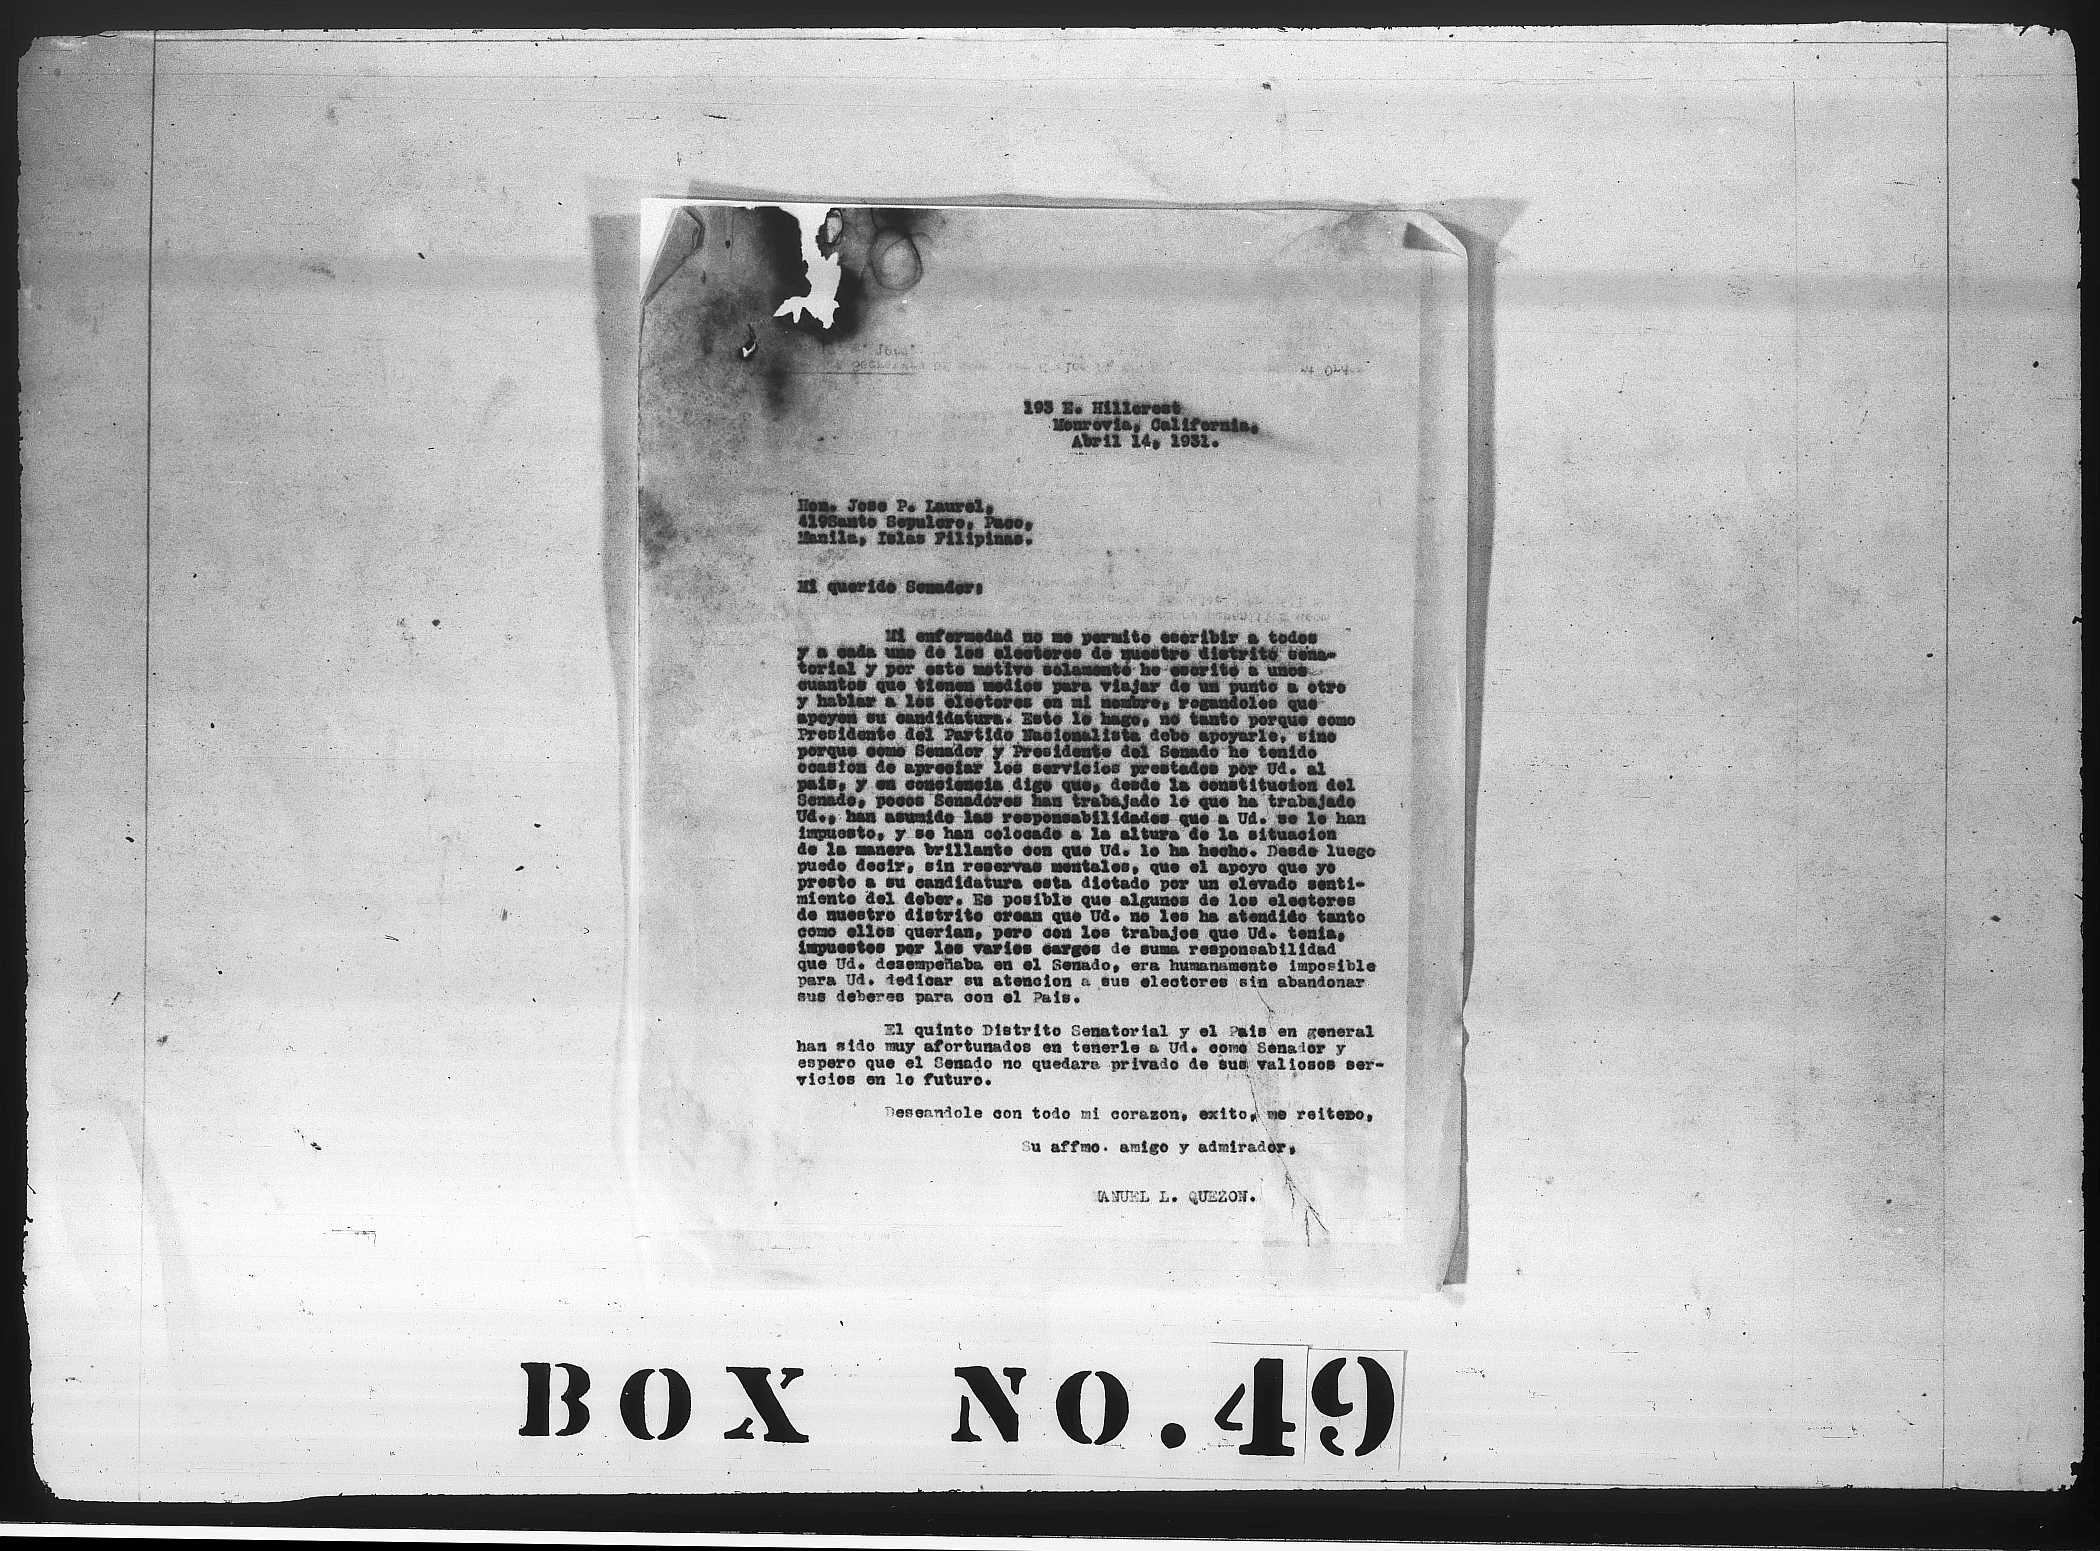 193 E. Hillcrest
Monrovia, California,
Abril 14, 1931.
Hon. Jose P. Laurel,
419Santo Sepulcro, Paco,
Manila, Islas Filipinas.
Mi querido Senador:
Mi enfermedad no me permite escribir a todos
y a cada uno de los electores de nuestro distrito sena-
torial y por este motivo solamente he escrito a unos
cuantos que tienen medios para viajar de un punto a otro
y hablar a los electores en mi nombre, rogandoles que
apoyen su candidatura. Esto lo hago, no tanto porque como
Presidente del Partido Nacionalista debo apoyarle, sino
porque como Senador y Presidente del Senado he tenido
ocasion de apreciar los servicios prestados por Ud. al
pais, y en conciencia digo que, desde la constitucion del
Senado, pocos Senadores han trabajado lo que ha trabajado
Ud., han asumido las responsabilidades que a Ud. se le han
impuesto, y se han colocado a la altura de la situacion
de la manera brillante con que Ud. lo ha hecho. Desde luego
puedo decir, sin reservas mentales, que el apoyo que yo
presto a su candidatura esta dictado por un elevado senti-
miento del deber. Es posible que algunos de los electores
de nuestro distrito crean que Ud. no les ha atendido tanto
como ellos querian, pero con los trabajos que Ud. tenia,
impuestos por los varios cargos de suma responsabilidad
que Ud. desempeñaba en el Senado, era humanamente imposible
para Ud. dedicar su atencion a sus electores sin abandonar
sus deberes para con el Pais.
El quinto Distrito Senatorial y el Pais en general
han sido muy afortunados en tenerle a Ud. como Senador y
espero que el Senado no quedara privado de sus valiosos ser-
vicios en lo futuro.
Deseandole con todo mi corazon, exito, me reitero,
Su affmo. amigo y admirador,
MANUEL L. QUEZON.
BOX NO. 49